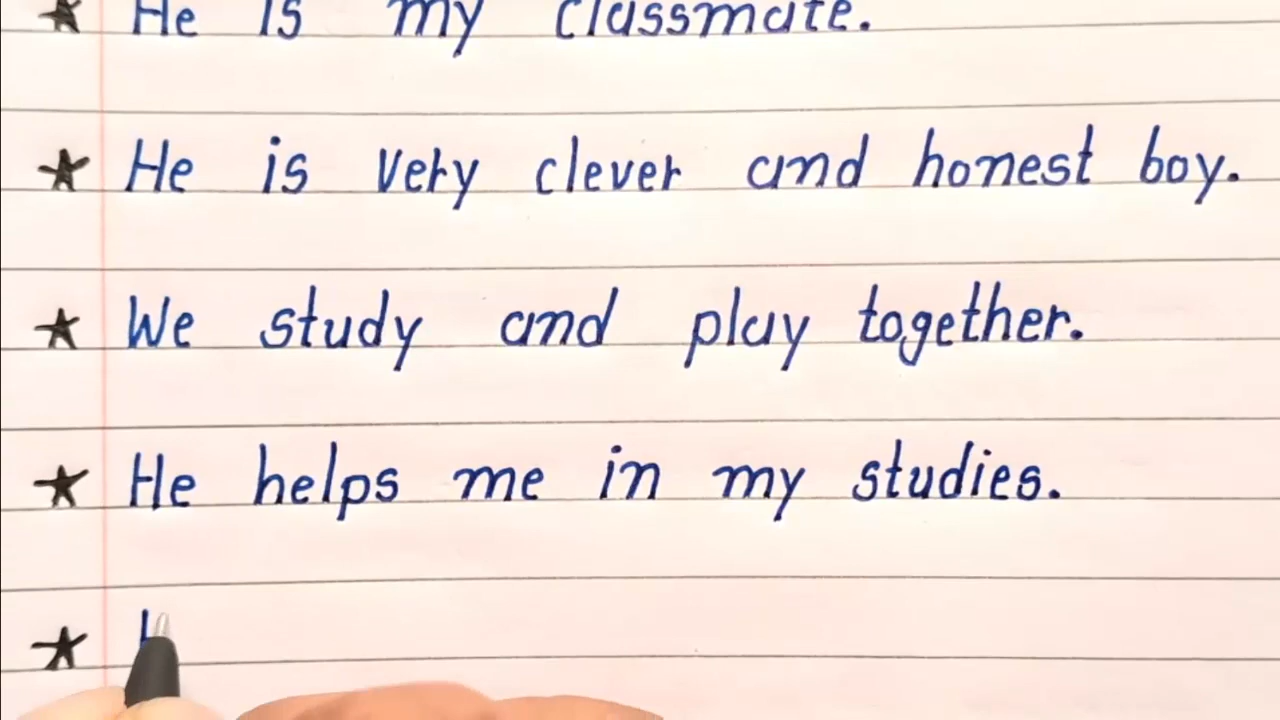 ★ He is my classmate.
★ He is very clever and honest boy.
★ We study and play together.
★ He helps me in my studies.
★